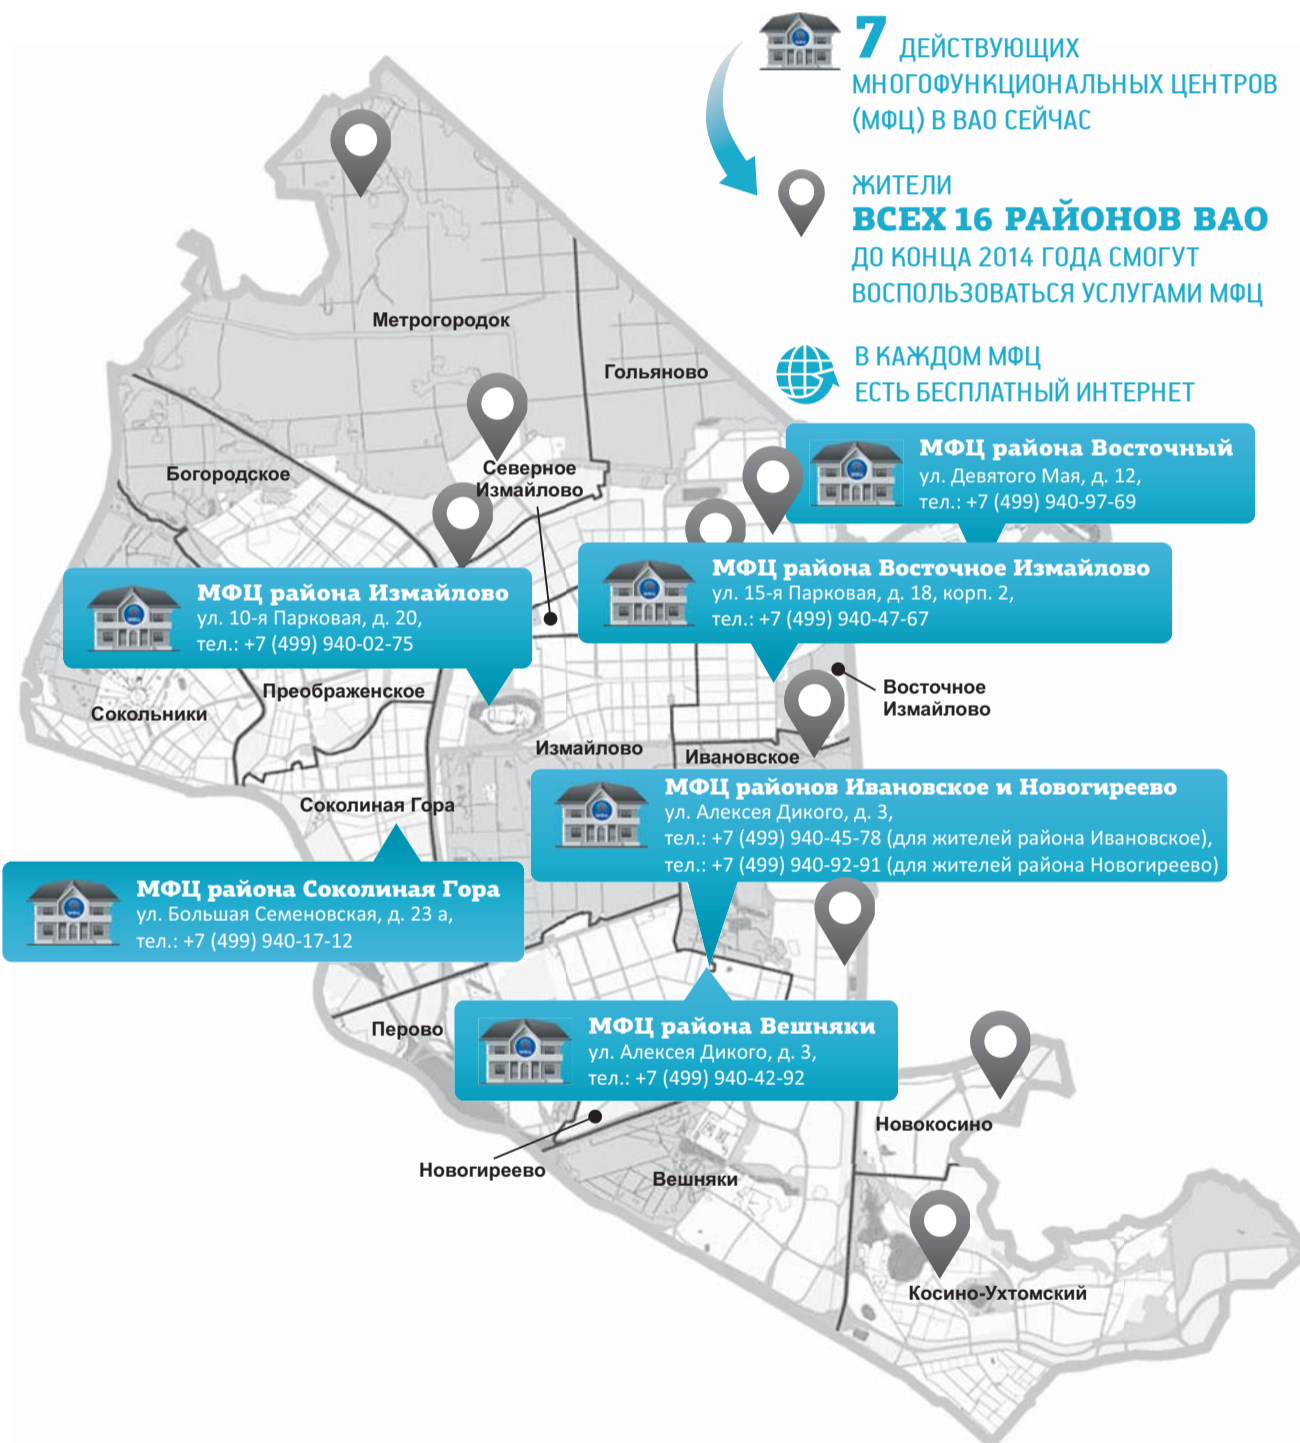 7 ДЕЙСТВУЮЩИХ
МНОГОФУНКЦИОНАЛЬНЫХ ЦЕНТРОВ
(МФЦ) В ВАО СЕЙЧАС
ЖИТЕЛИ
ВСЕХ 16 РАЙОНОВ ВАО
ДО КОНЦА 2014 ГОДА СМОГУТ
ВОСПОЛЬЗОВАТЬСЯ УСЛУГАМИ МФЦ
В КАЖДОМ МФЦ
ЕСТЬ БЕСПЛАТНЫЙ ИНТЕРНЕТ
Метрогородок
Гольяново
Богородское
Северное
Измайлово
МФЦ района Восточный
ул. Девятого Мая, д. 12,
тел.: +7 (499) 940-97-69
МФЦ района Восточное Измайлово
ул. 15-я Парковая, д. 18, корп. 2,
тел.: +7 (499) 940-47-67
МФЦ района Измайлово
ул. 10-я Парковая, д. 20,
тел.: +7 (499) 940-02-75
Преображенское
Сокольники
Восточное
Измайлово
Измайлово
Ивановское
Соколиная Гора
МФЦ районов Ивановское и Новогиреево
ул. Алексея Дикого, д. 3,
тел.: +7 (499) 940-45-78 (для жителей района Ивановское),
тел.: +7 (499) 940-92-91 (для жителей района Новогиреево)
МФЦ района Соколиная Гора
ул. Большая Семеновская, д. 23 а,
тел.: +7 (499) 940-17-12
Перово
МФЦ района Вешняки
ул. Алексея Дикого, д. 3,
тел.: +7 (499) 940-42-92
Новокосино
Новогиреево
Вешняки
Косино-Ухтомский